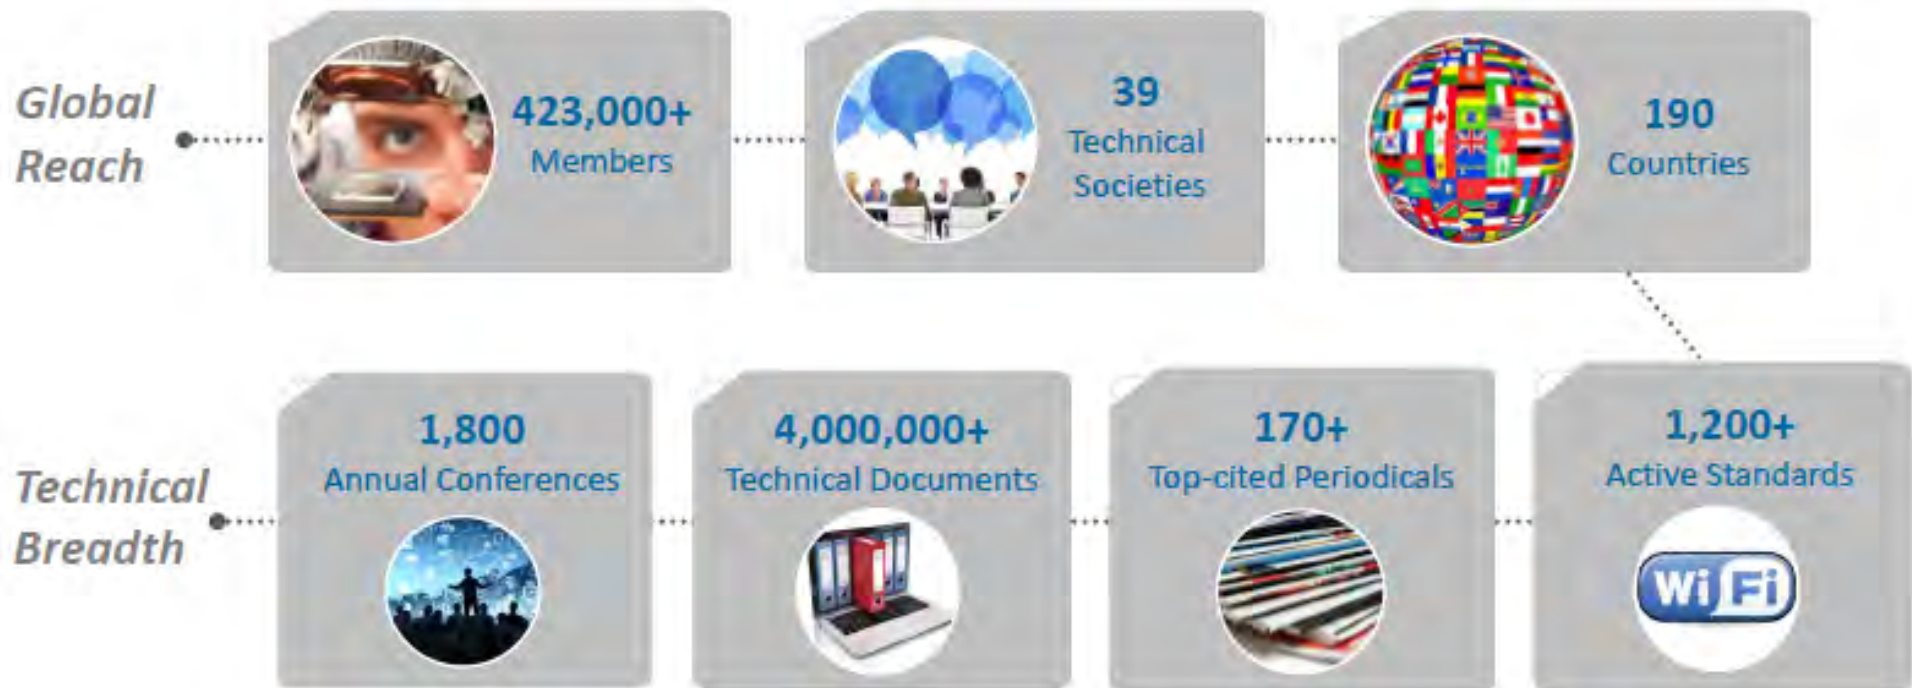 Global
Reach
423,000+
Members
39
Technical
Societies
190
Countries
Technical
Breadth
1,800
Annual Conferences
4,000,000+
Technical Documents
170+
Top-cited Periodicals
1,200+
Active Standards
Wi Fi